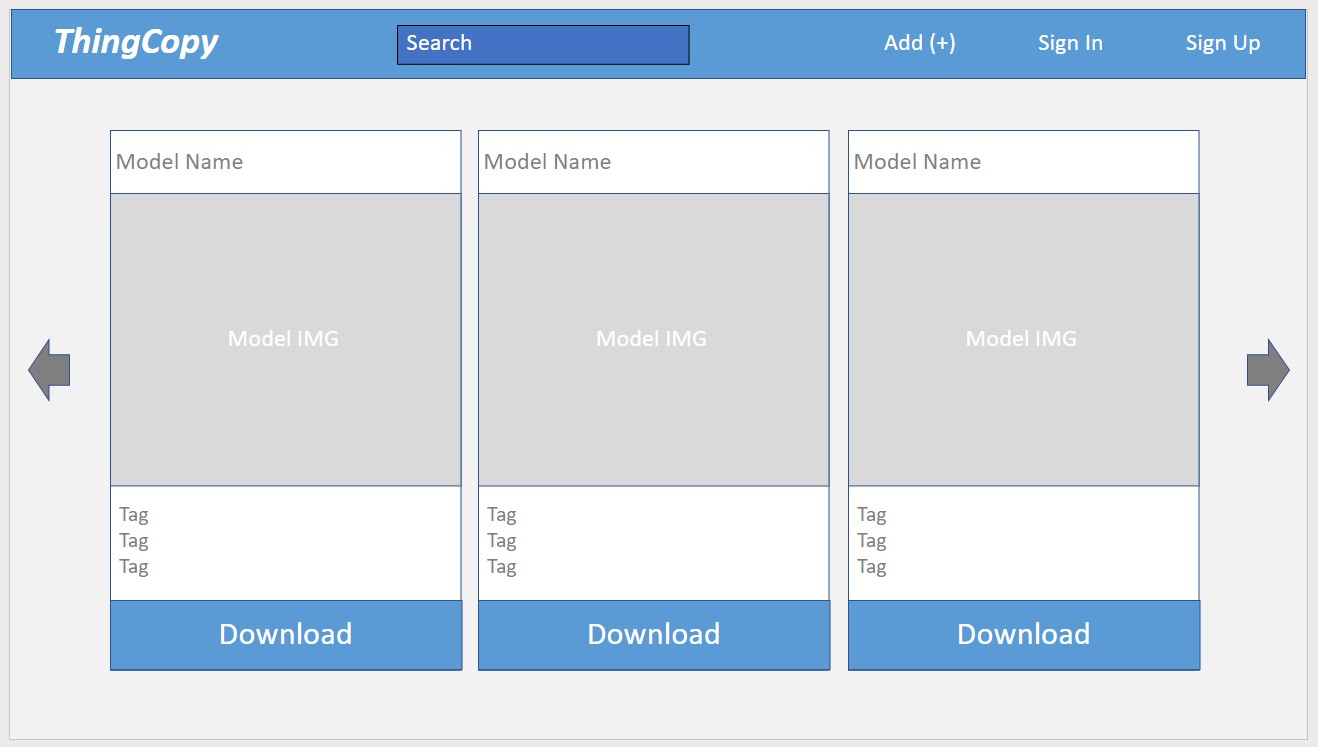 ThingCopy
Search
Add (+)
Sign In
Sign Up
Model Name
Model IMG
Tag
Tag
Tag
Download
Model Name
Model IMG
Tag
Tag
Tag
Download
Model Name
Model IMG
Tag
Tag
Tag
Download